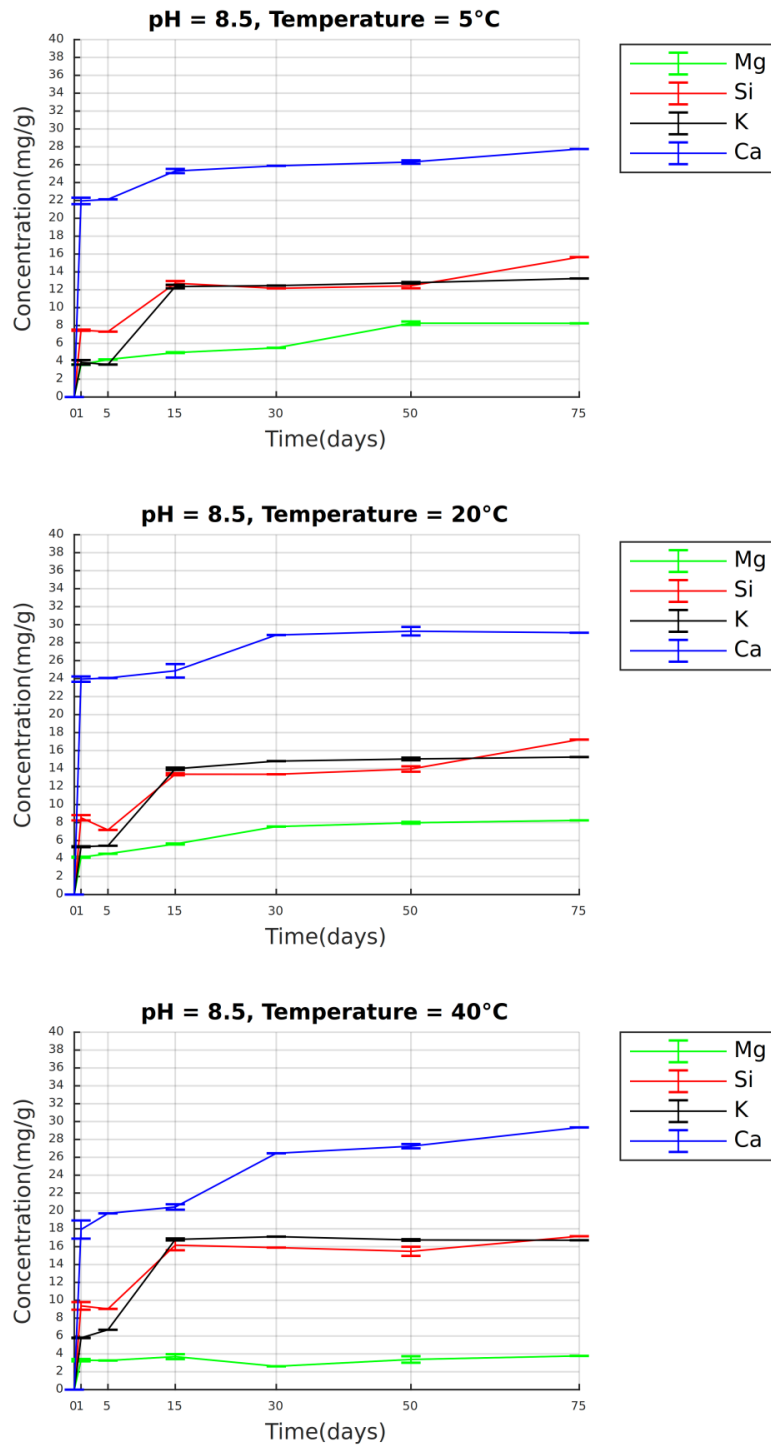 pH = 8.5, Temperature = 5°C
Concentration(mg/g)
40
38
36
34
32
30
28
26
24
22
20
18
16
14
12
10
8
6
4
2
0
01 5 15 30 50 75
Time(days)
Mg
Si
K
Ca
pH = 8.5, Temperature = 20°C
Concentration(mg/g)
40
38
36
34
32
30
28
26
24
22
20
18
16
14
12
10
8
6
4
2
0
01 5 15 30 50 75
Time(days)
Mg
Si
K
Ca
pH = 8.5, Temperature = 40°C
Concentration(mg/g)
40
38
36
34
32
30
28
26
24
22
20
18
16
14
12
10
8
6
4
2
0
01 5 15 30 50 75
Time(days)
Mg
Si
K
Ca